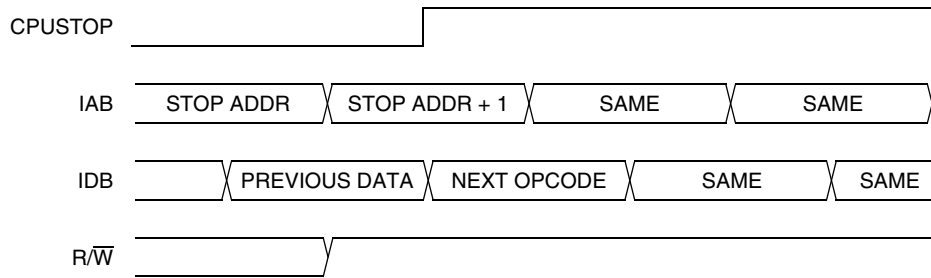 CPUSTOP
IAB STOP ADDR STOP ADDR + 1 SAME SAME
IDB PREVIOUS DATA NEXT OPCODE SAME SAME
R/W̅